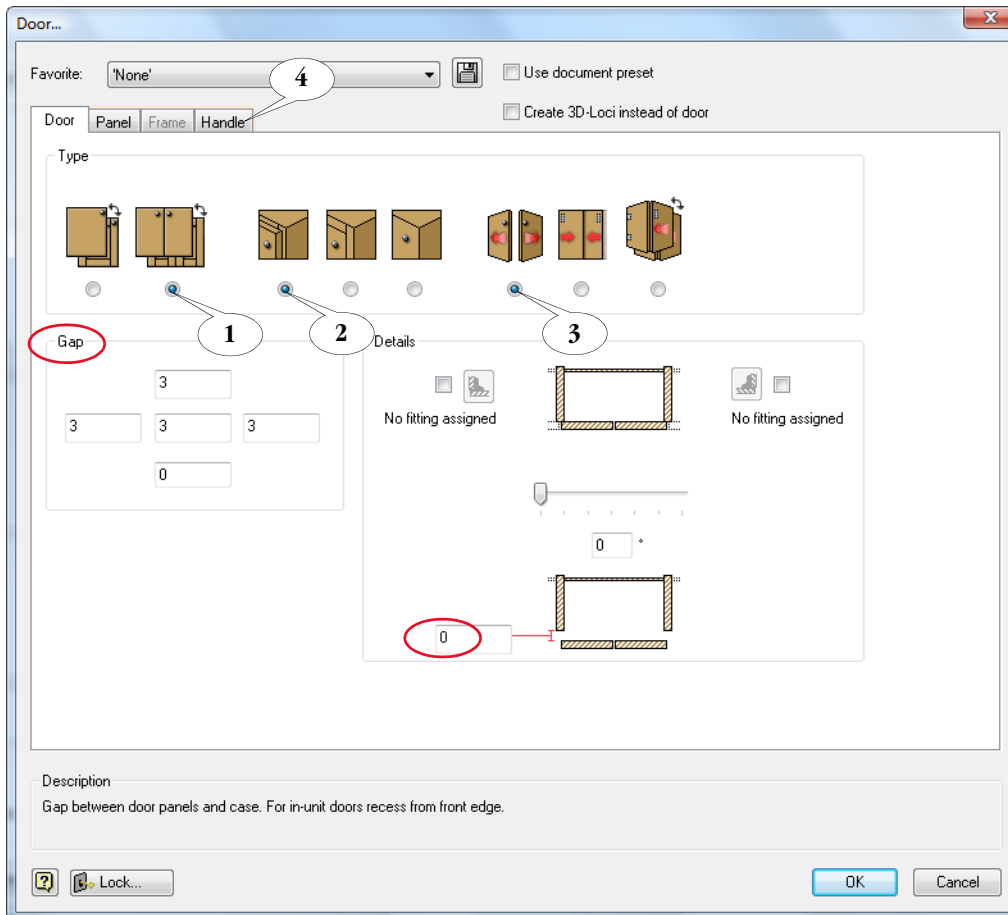 Door...
Favorite: 'None' Use document preset
4
Create 3D-Loci instead of door
Door Panel Frame Handle
Type
1 2 3
Gap
3
3 3 3
0
Details
No fitting assigned No fitting assigned
0 °
0
Description
Gap between door panels and case. For in-unit doors recess from front edge.
? Lock... OK Cancel